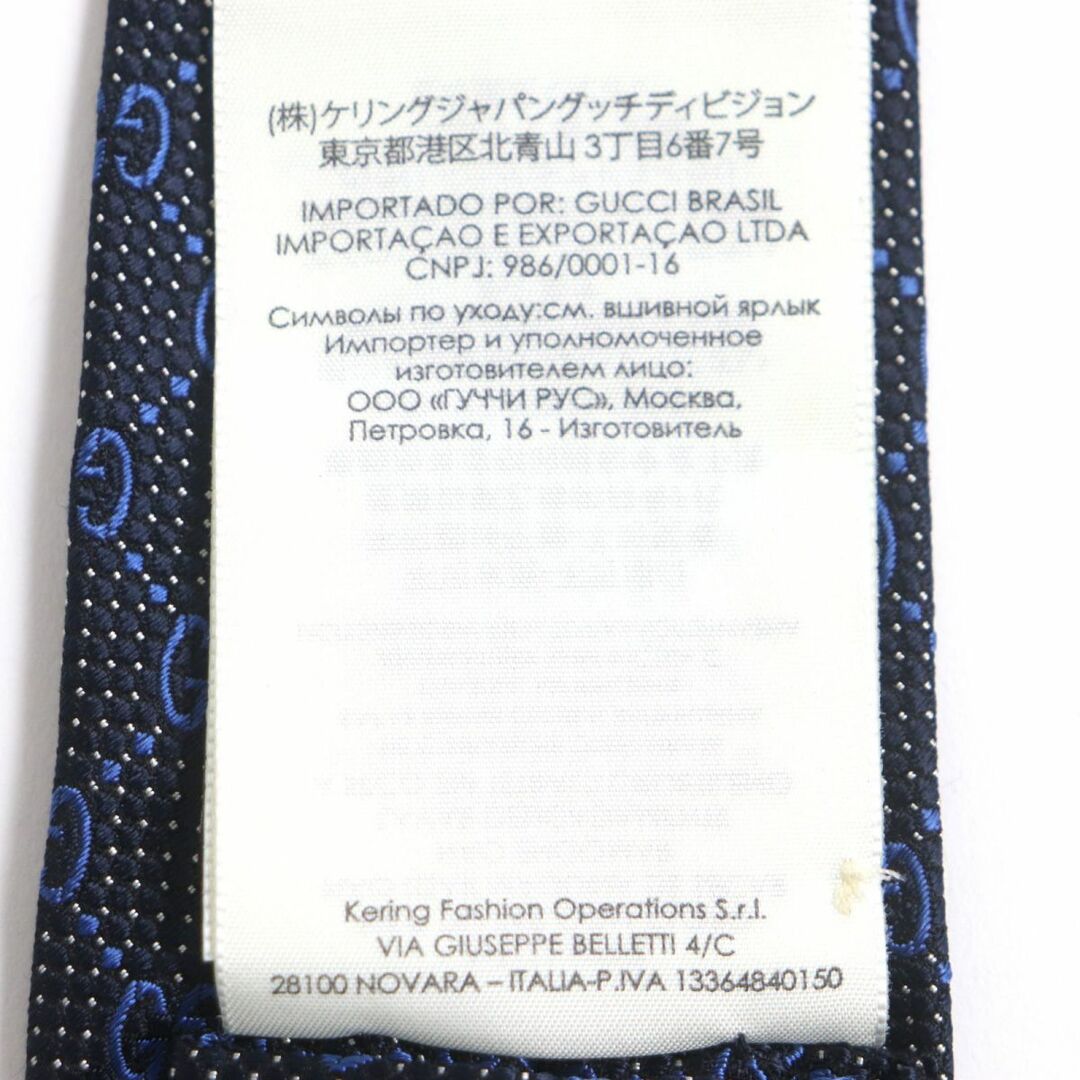 (株)ケリングジャパングッチディビジョン
東京都港区北青山 3丁目6番7号
IMPORTADO POR: GUCCI BRASIL
IMPORTAÇAO E EXPORTAÇAO LTDA
CNPJ: 986/0001-16
Символы по уходу:см. вшивной ярлык
Импортер и уполномоченное
изготовителем лицо:
ООО «ГУЧЧИ РУС», Москва,
Петровка, 16 - Изготовитель
Kering Fashion Operations S.r.l.
VIA GIUSEPPE BELLETTI 4/C
28100 NOVARA – ITALIA-P.IVA 13364840150